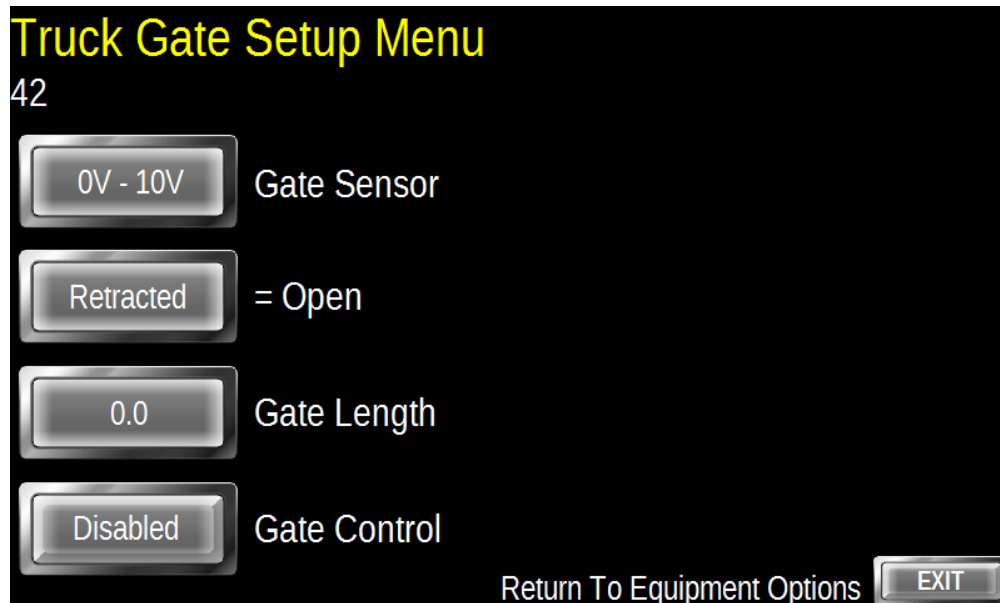 Truck Gate Setup Menu
42
0V - 10V Gate Sensor
Retracted = Open
0.0 Gate Length
Disabled Gate Control
Return To Equipment Options EXIT